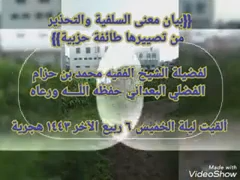 {{بيان معنى السلفية والتحذير
من تصييرها طائفة حزبية}}
لفضيلة الشيخ الفقيه محمد بن حزام
الفضلي البعداني حفظه الله ورعاه
ألقيت ليلة الخميس ربيع الآخر ١٤٤٣ هجرية
Made with
VideoShow